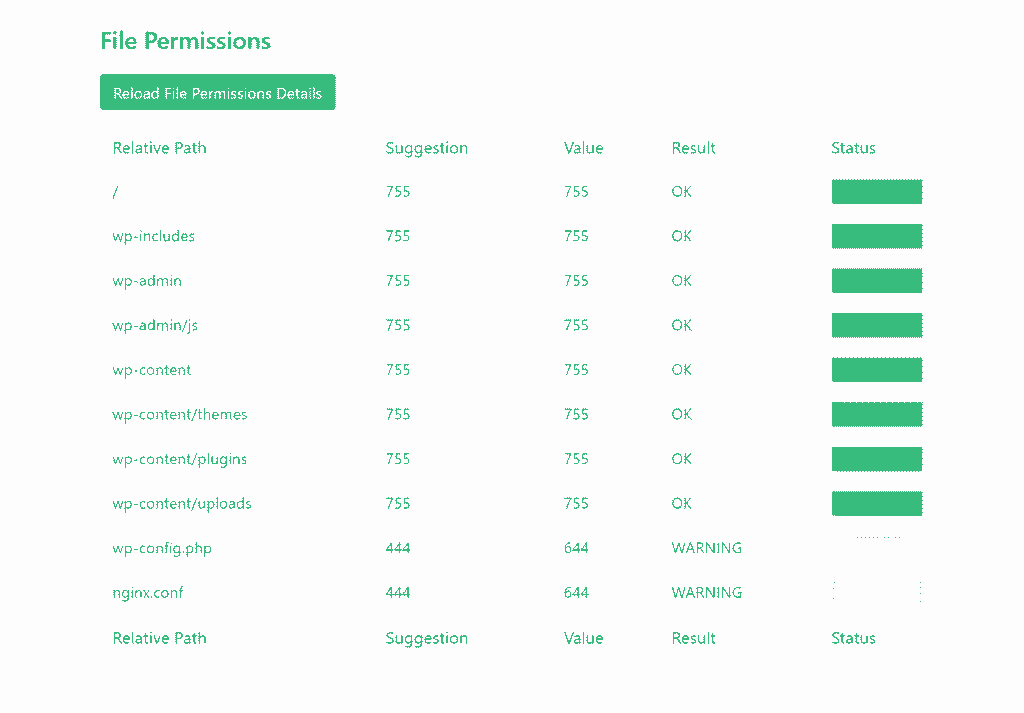 File Permissions
Reload File Permissions Details
Relative Path Suggestion Value Result Status
/ 755 755 OK
wp-includes 755 755 OK
wp-admin 755 755 OK
wp-admin/js 755 755 OK
wp-content 755 755 OK
wp-content/themes 755 755 OK
wp-content/plugins 755 755 OK
wp-content/uploads 755 755 OK
wp-config.php 444 644 WARNING
nginx.conf 444 644 WARNING
Relative Path Suggestion Value Result Status